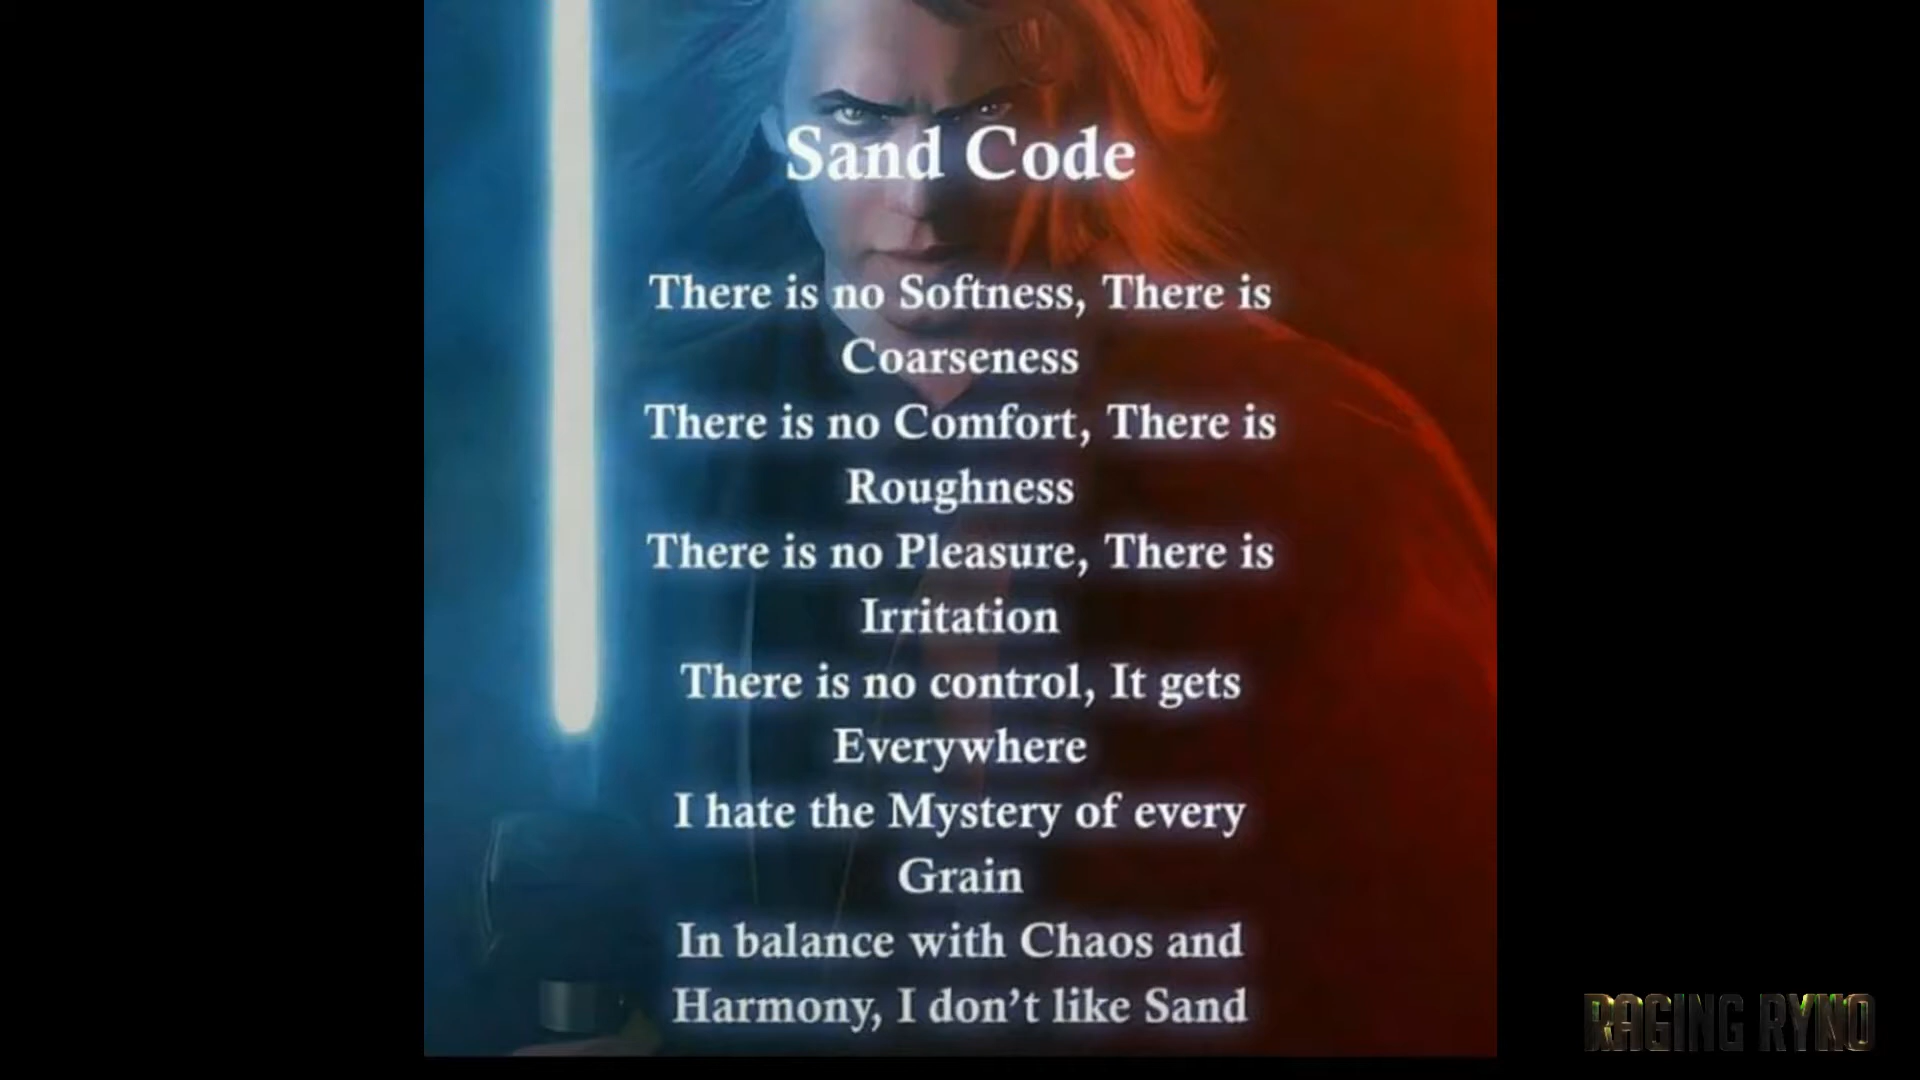 Sand Code
There is no Softness, There is
Coarseness
There is no Comfort, There is
Roughness
There is no Pleasure, There is
Irritation
There is no control, It gets
Everywhere
I hate the Mystery of every
Grain
In balance with Chaos and
Harmony, I don’t like Sand
RAGING RYNO